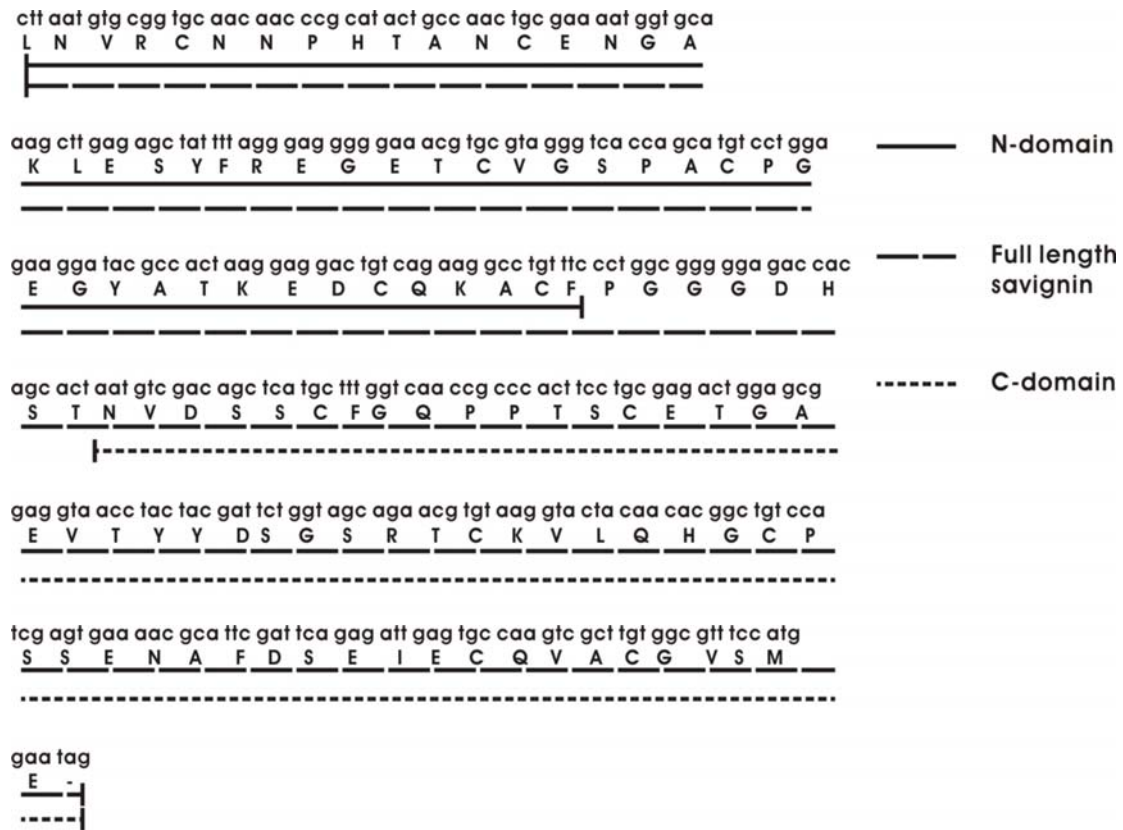 ctt aat gtg cgg tgc aac aac ccg cat act gcc aac tgc gaa aat ggt gca
L N V R C N N P H T A N C E N G A
aag ctt gag agc tat ttt agg gag ggg gaa acg tgc gta ggg tca cca gca tgt cct gga
K L E S Y F R E G E T C V G S P A C P G
N-domain
gaa gga tac gcc act aag gag gac tgt cag aag gcc tgt ttc cct ggc ggg gga gac cac
E G Y A T K E D C Q K A C F P G G G D H
Full length
savignin
agc act aat gtc gac agc tca tgc ttt ggt caa ccg ccc act tcc tgc gag act gga gcg
S T N V D S S C F G Q P P T S C E T G A
C-domain
gag gta acc tac tac gat tct ggt agc aga acg tgt aag gta cta caa cac ggc tgt cca
E V T Y Y D S G S R T C K V L Q H G C P
tcg agt gaa aac gca ttc gat tca gag att gag tgc caa gtc gct tgt ggc gtt tcc atg
S S E N A F D S E I E C Q V A C G V S M
gaa tag
E -